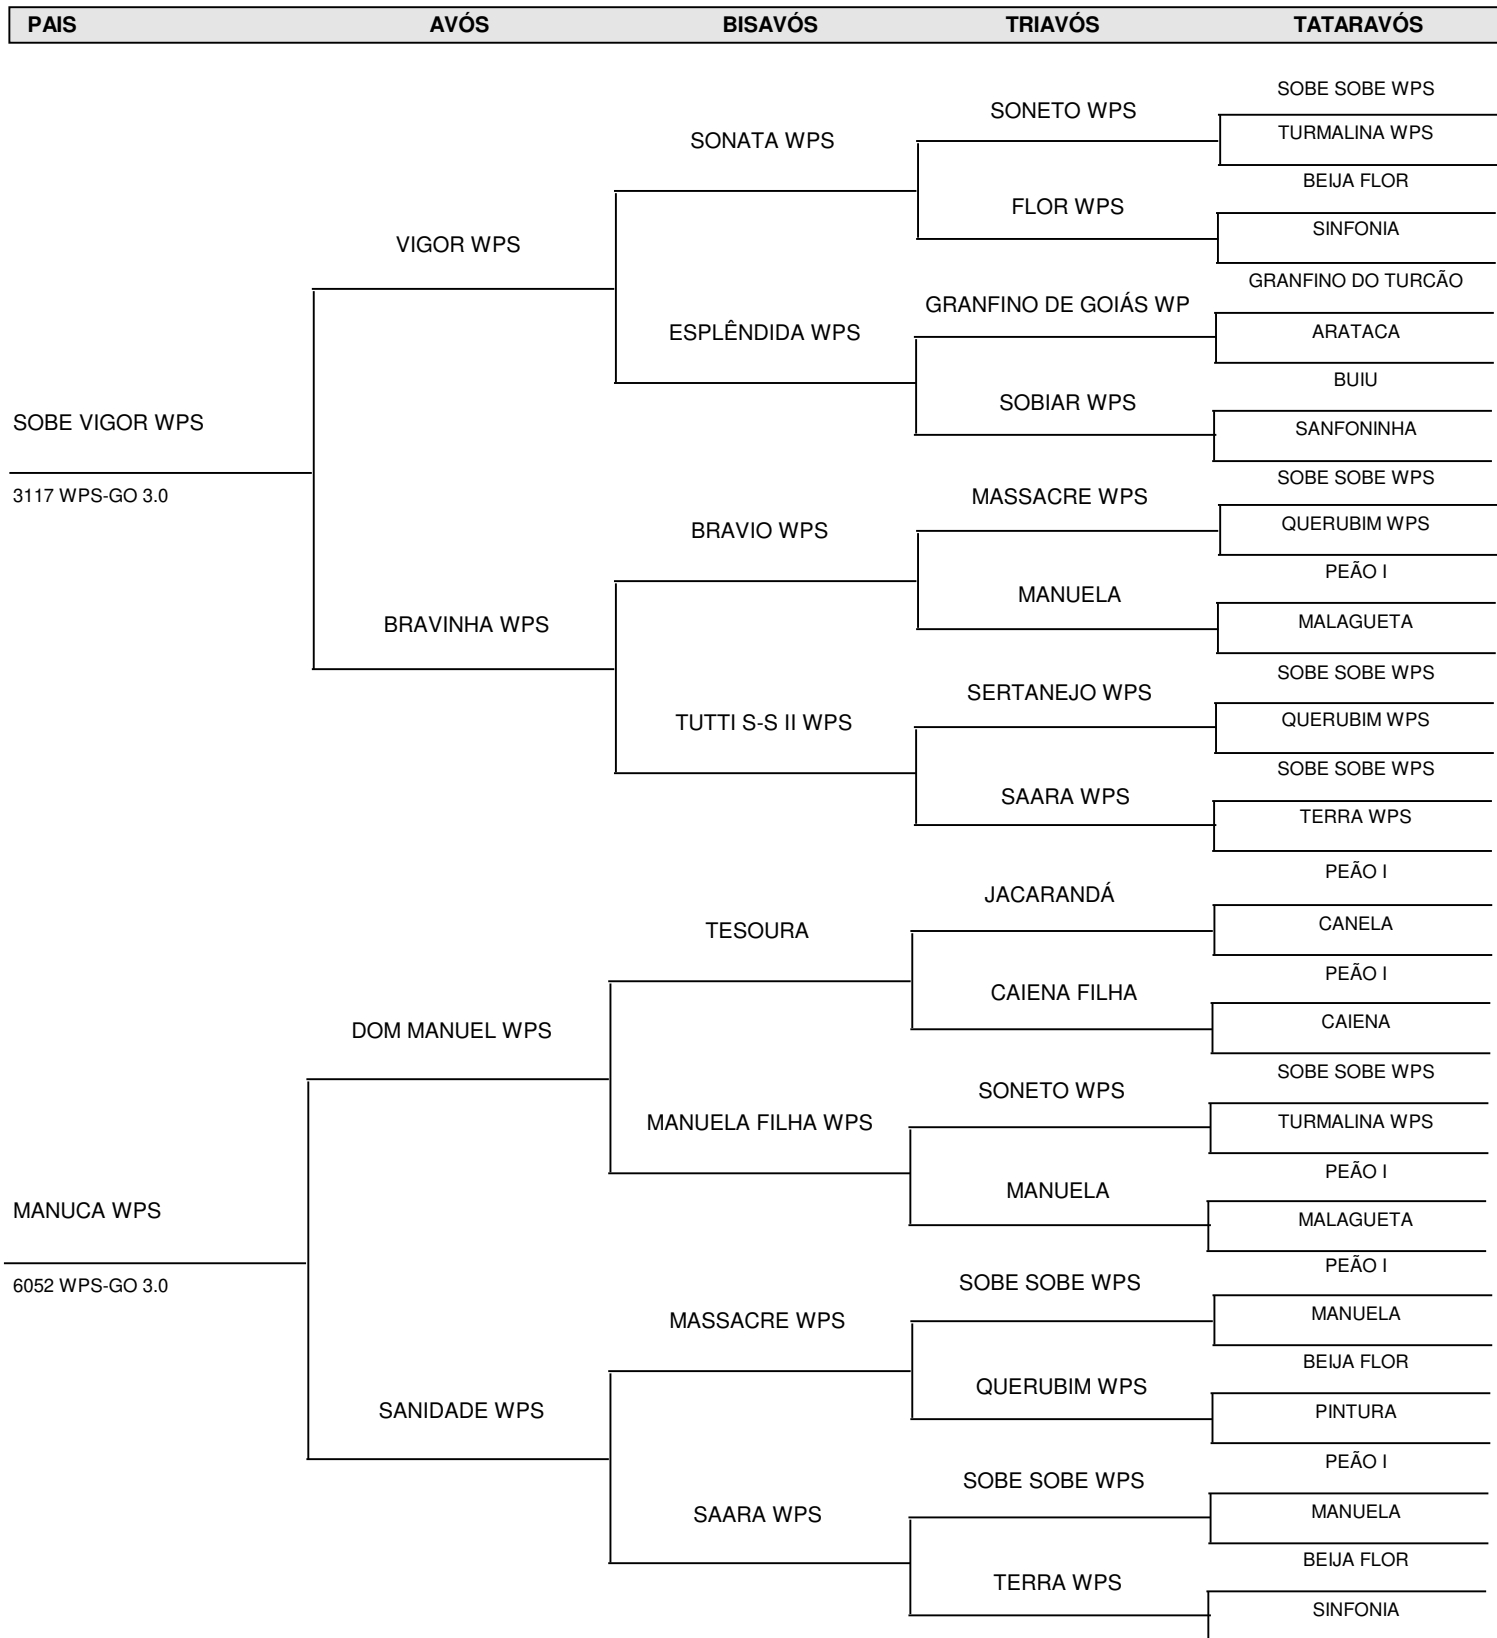 PAIS AVÓS BISAVÓS TRIAVÓS TATARAVÓS
SOBE SOBE WPS
SONETO WPS
TURMALINA WPS
SONATA WPS
BEIJA FLOR
FLOR WPS
SINFONIA
VIGOR WPS
GRANFINO DO TURCÃO
GRANFINO DE GOIÁS WP
ARATACA
ESPLÊNDIDA WPS
BUIU
SOBIAR WPS
SANFONINHA
SOBE VIGOR WPS
3117 WPS-GO 3.0
SOBE SOBE WPS
MASSACRE WPS
QUERUBIM WPS
BRAVIO WPS
PEÃO I
MANUELA
MALAGUETA
BRAVINHA WPS
SOBE SOBE WPS
SERTANEJO WPS
QUERUBIM WPS
TUTTI S-S II WPS
SOBE SOBE WPS
SAARA WPS
TERRA WPS
PEÃO I
JACARANDÁ
CANELA
TESOURA
PEÃO I
CAIENA FILHA
CAIENA
DOM MANUEL WPS
SOBE SOBE WPS
SONETO WPS
TURMALINA WPS
MANUELA FILHA WPS
PEÃO I
MANUELA
MALAGUETA
MANUCA WPS
6052 WPS-GO 3.0
PEÃO I
SOBE SOBE WPS
MANUELA
MASSACRE WPS
BEIJA FLOR
QUERUBIM WPS
PINTURA
SANIDADE WPS
PEÃO I
SOBE SOBE WPS
MANUELA
SAARA WPS
BEIJA FLOR
TERRA WPS
SINFONIA